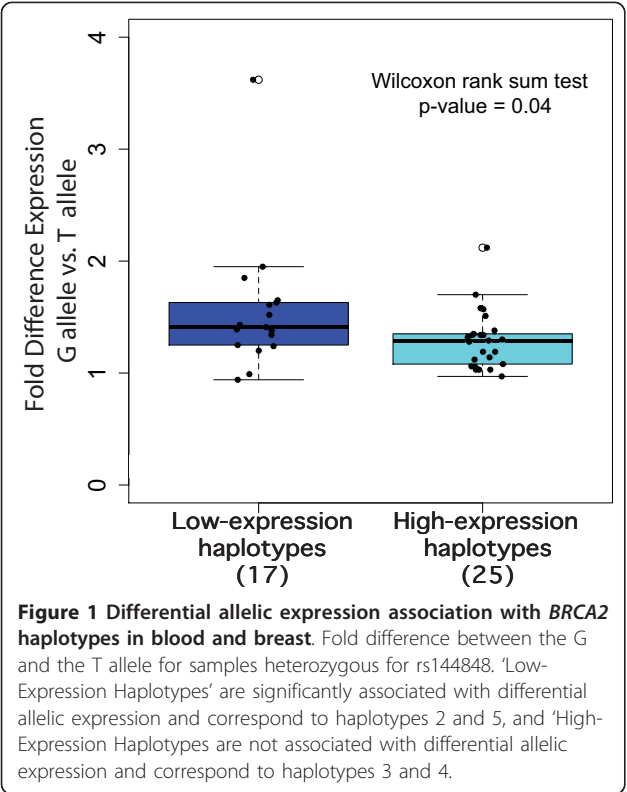 4
3
2
1
0
Fold Difference Expression
G allele vs. T allele
Wilcoxon rank sum test
p-value = 0.04
Low-expression
haplotypes
(17)
High-expression
haplotypes
(25)
Figure 1 Differential allelic expression association with BRCA2
haplotypes in blood and breast. Fold difference between the G
and the T allele for samples heterozygous for rs144848. 'Low-
Expression Haplotypes' are significantly associated with differential
allelic expression and correspond to haplotypes 2 and 5, and 'High-
Expression Haplotypes are not associated with differential allelic
expression and correspond to haplotypes 3 and 4.